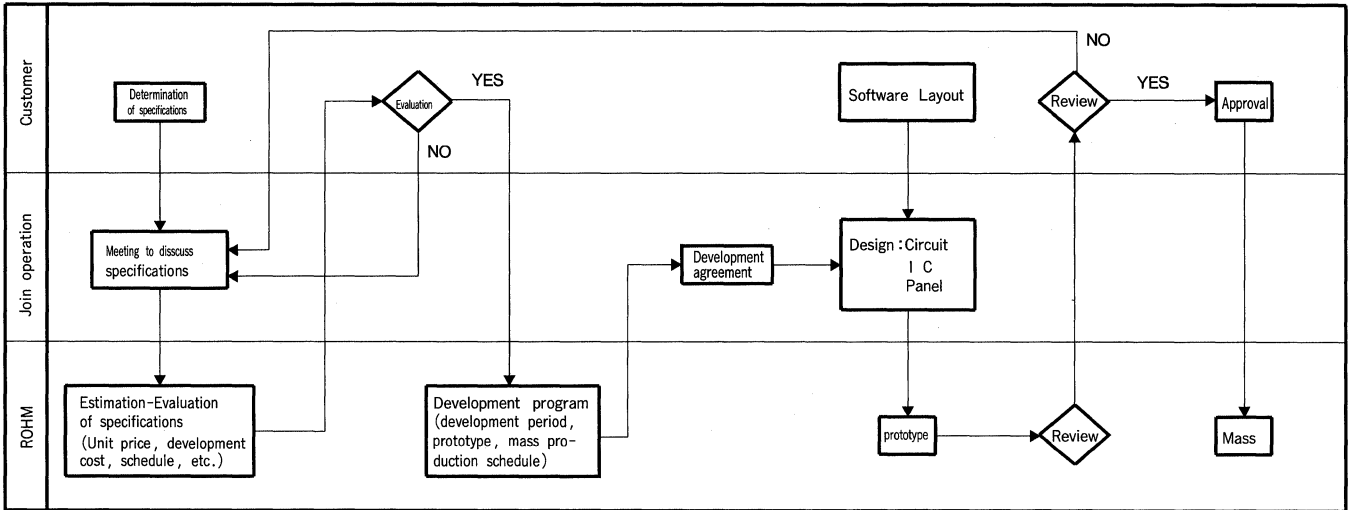 Customer
Determination
of specifications
Evaluation
YES
NO
Software Layout
NO
Review
YES
Approval
Join operation
Meeting to disscuss
specifications
Development
agreement
Design : Circuit
I C
Panel
ROHM
Estimation-Evaluation
of specifications
(Unit price, development
cost, schedule, etc.)
Development program
(development period,
prototype, mass pro-
duction schedule)
prototype
Review
Mass